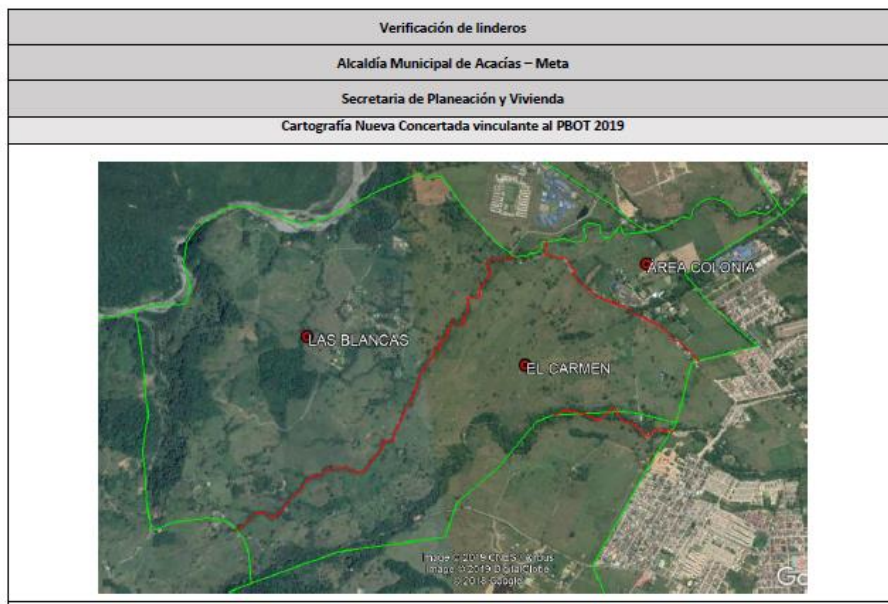 Verificación de linderos
Alcaldía Municipal de Acacías – Meta
Secretaria de Planeación y Vivienda
Cartografía Nueva Concertada vinculante al PBOT 2019
AREA COLONIA
LAS BLANCAS
EL CARMEN
Image © 2019 CNES / Airbus
Image © 2019 DigitalGlobe
© 2018 Google
Go